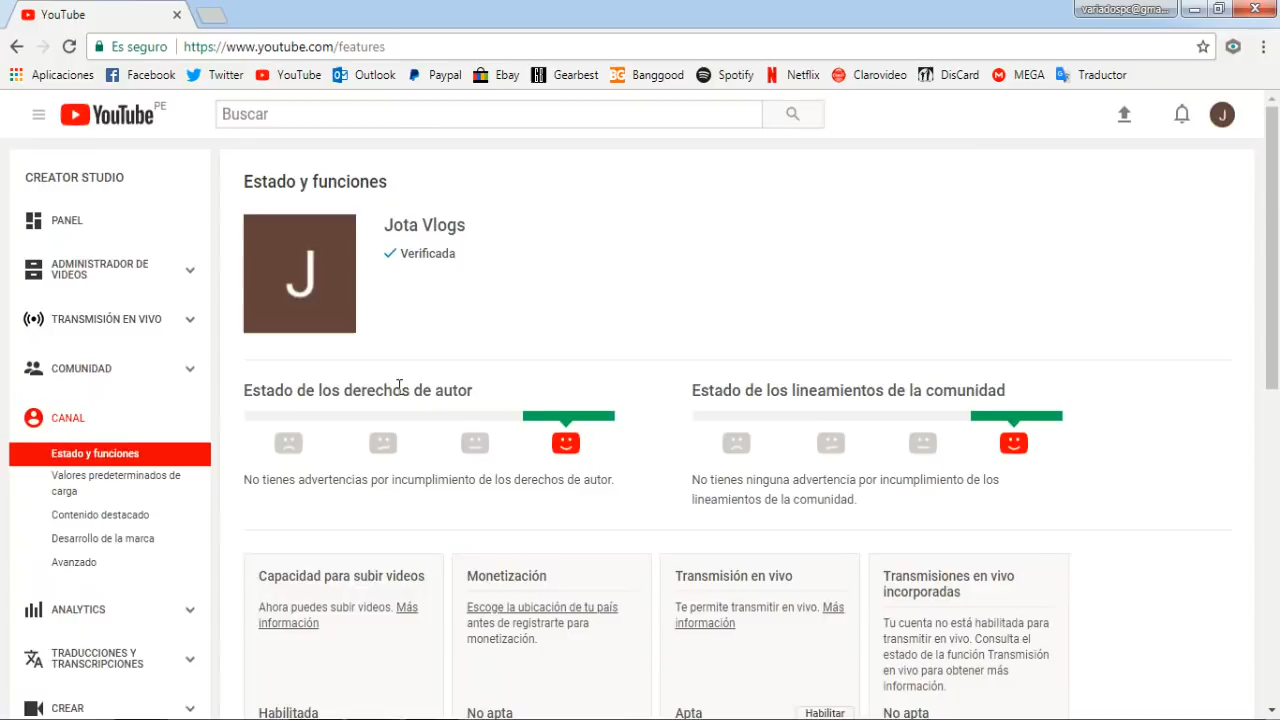 YouTube
variadospc@gma...
Es seguro
https://www.youtube.com/features
Aplicaciones Facebook Twitter YouTube Outlook Paypal Ebay Gearbest Banggood Spotify Netflix Clarovideo DisCard MEGA Traductor
YouTube PE
Buscar
J
CREATOR STUDIO
PANEL
ADMINISTRADOR DE
VIDEOS
TRANSMISIÓN EN VIVO
COMUNIDAD
CANAL
Estado y funciones
Valores predeterminados de
carga
Contenido destacado
Desarrollo de la marca
Avanzado
ANALYTICS
TRADUCCIONES Y
TRANSCRIPCIONES
CREAR
Estado y funciones
J
Jota Vlogs
Verificada
Estado de los derechos de autor
No tienes advertencias por incumplimiento de los derechos de autor.
Estado de los lineamientos de la comunidad
No tienes ninguna advertencia por incumplimiento de los
lineamientos de la comunidad.
Capacidad para subir videos
Ahora puedes subir videos. Más
información
Habilitada
Monetización
Escoge la ubicación de tu país
antes de registrarte para
monetización.
No apta
Transmisión en vivo
Te permite transmitir en vivo. Más
información
Apta
Habilitar
Transmisiones en vivo
incorporadas
Tu cuenta no está habilitada para
transmitir en vivo. Consulta el
estado de la función Transmisión
en vivo para obtener más
información.
No apta